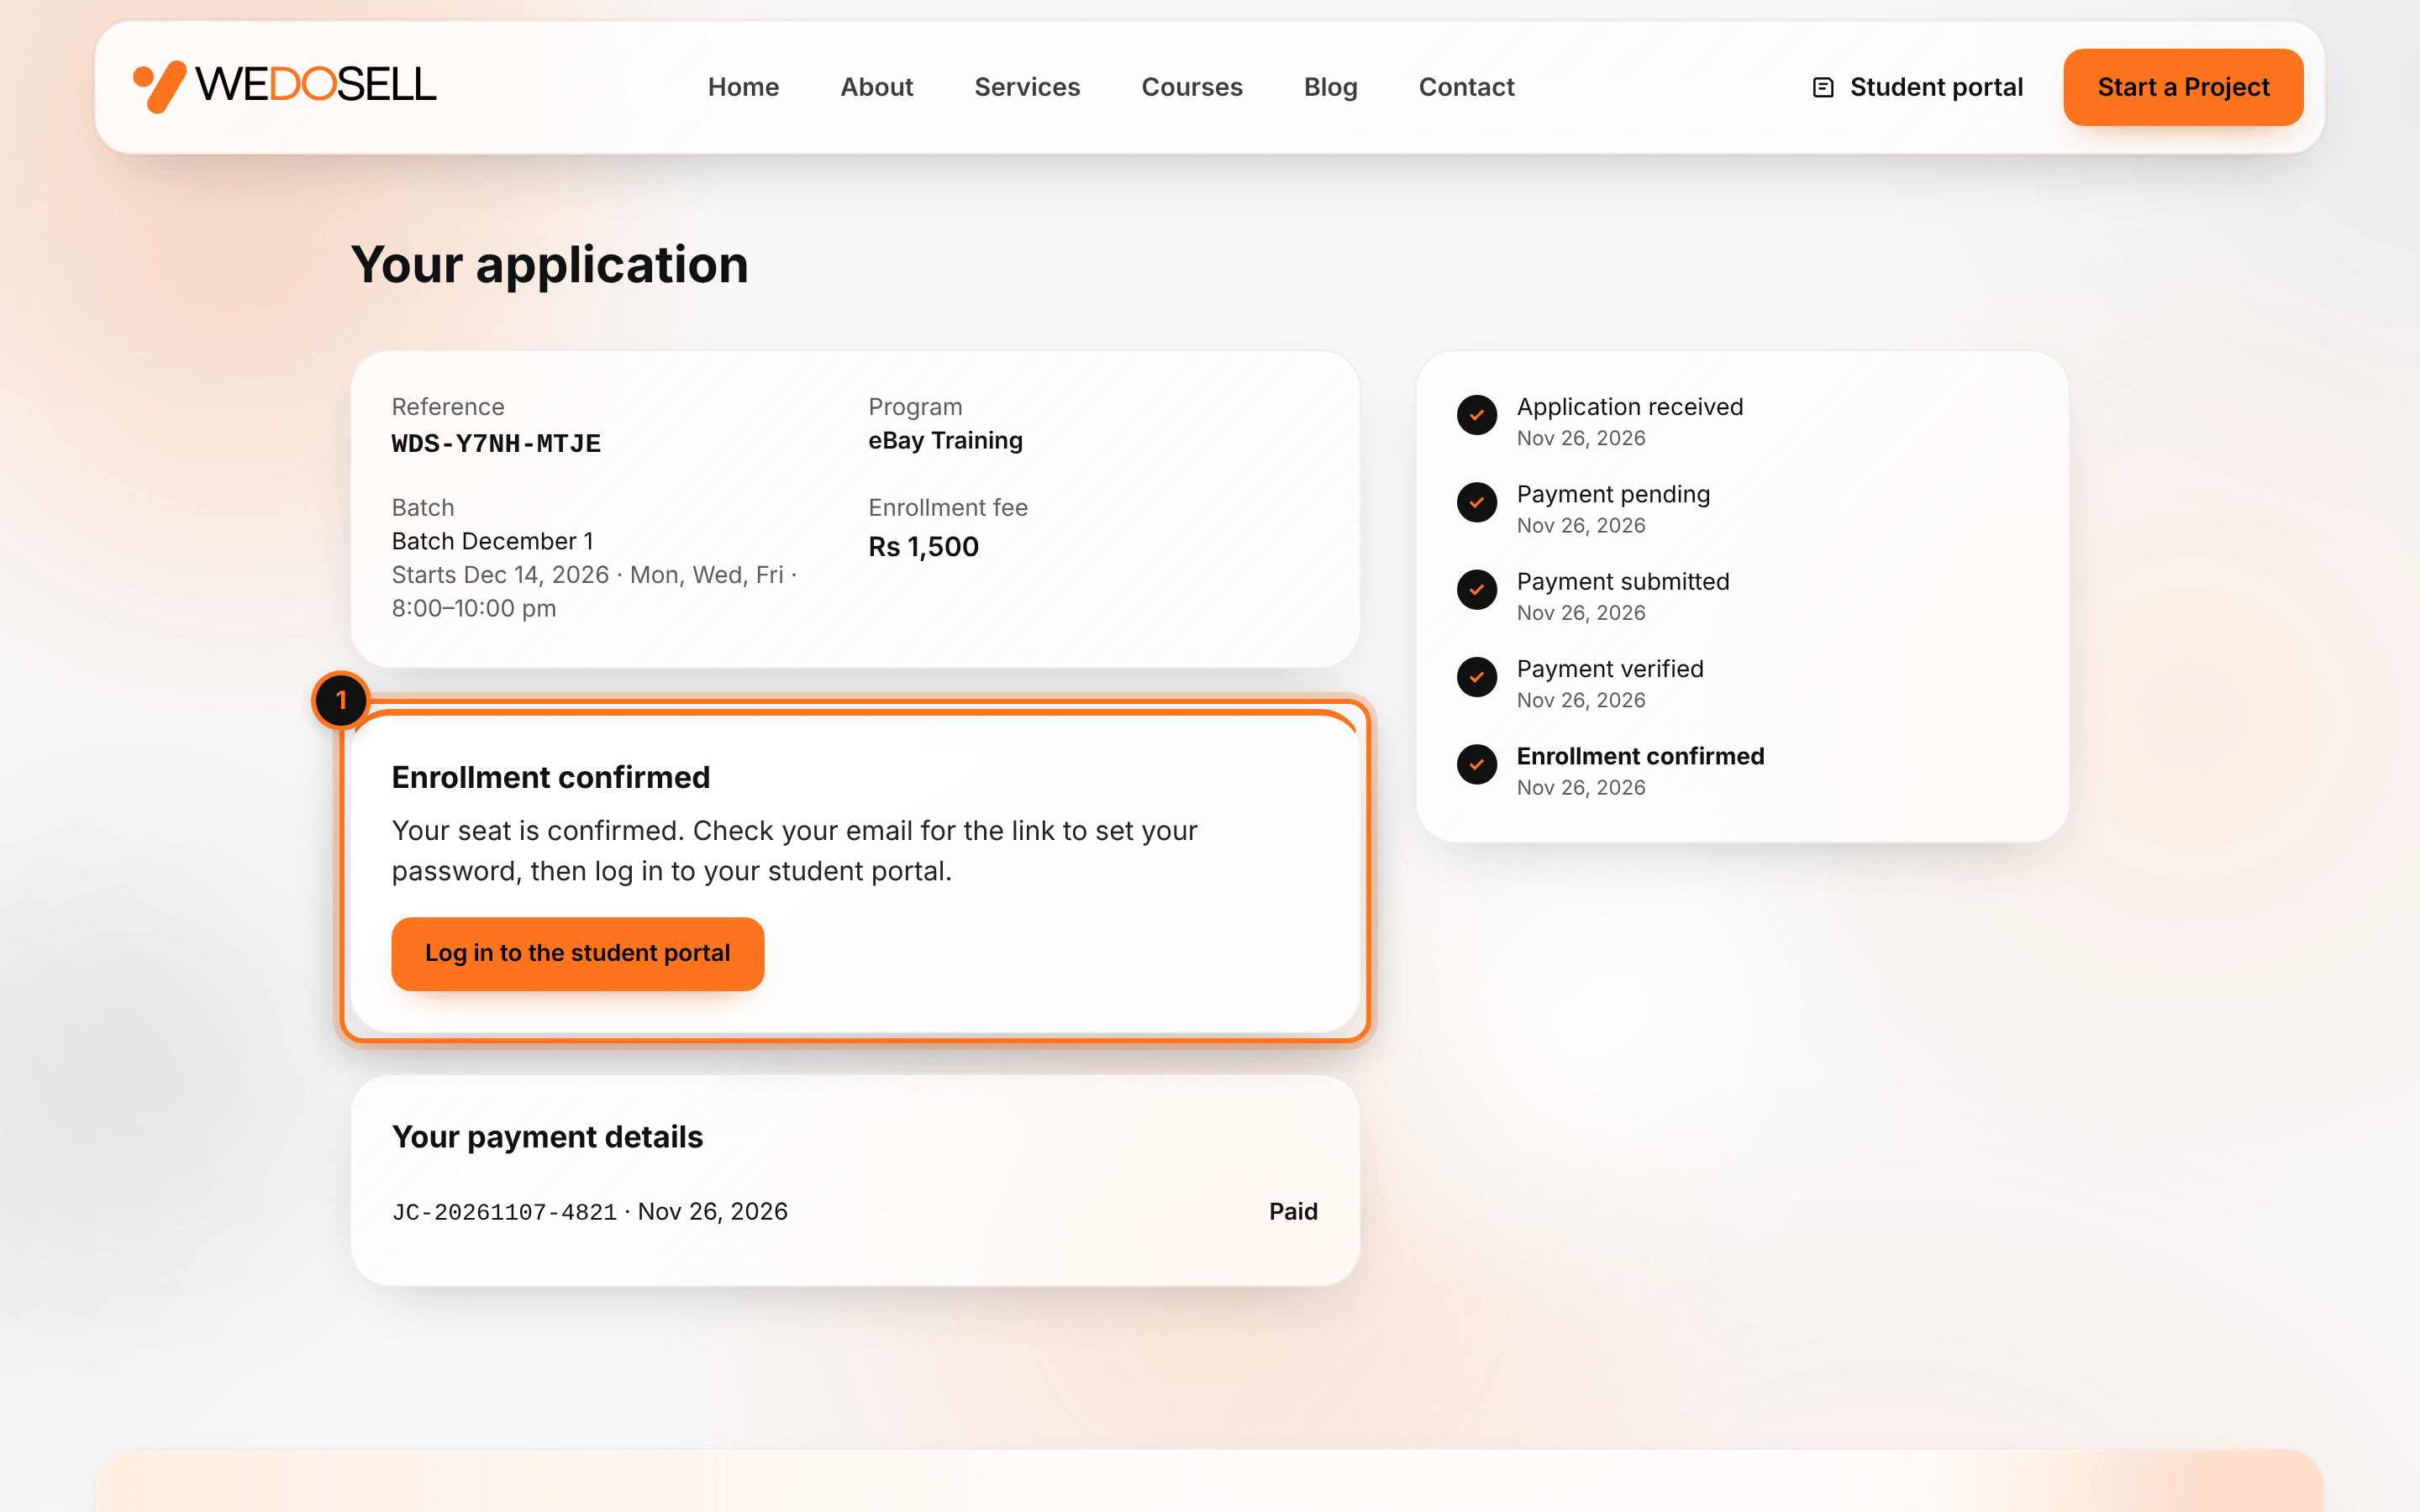 WEDOSELL
Home
About
Services
Courses
Blog
Contact
Student portal
Start a Project
Your application
Reference
WDS-Y7NH-MTJE
Program
eBay Training
Batch
Batch December 1
Starts Dec 14, 2026 · Mon, Wed, Fri ·
8:00–10:00 pm
Enrollment fee
Rs 1,500
1
Enrollment confirmed
Your seat is confirmed. Check your email for the link to set your
password, then log in to your student portal.
Log in to the student portal
Your payment details
JC-20261107-4821 · Nov 26, 2026
Paid
Application received
Nov 26, 2026
Payment pending
Nov 26, 2026
Payment submitted
Nov 26, 2026
Payment verified
Nov 26, 2026
Enrollment confirmed
Nov 26, 2026